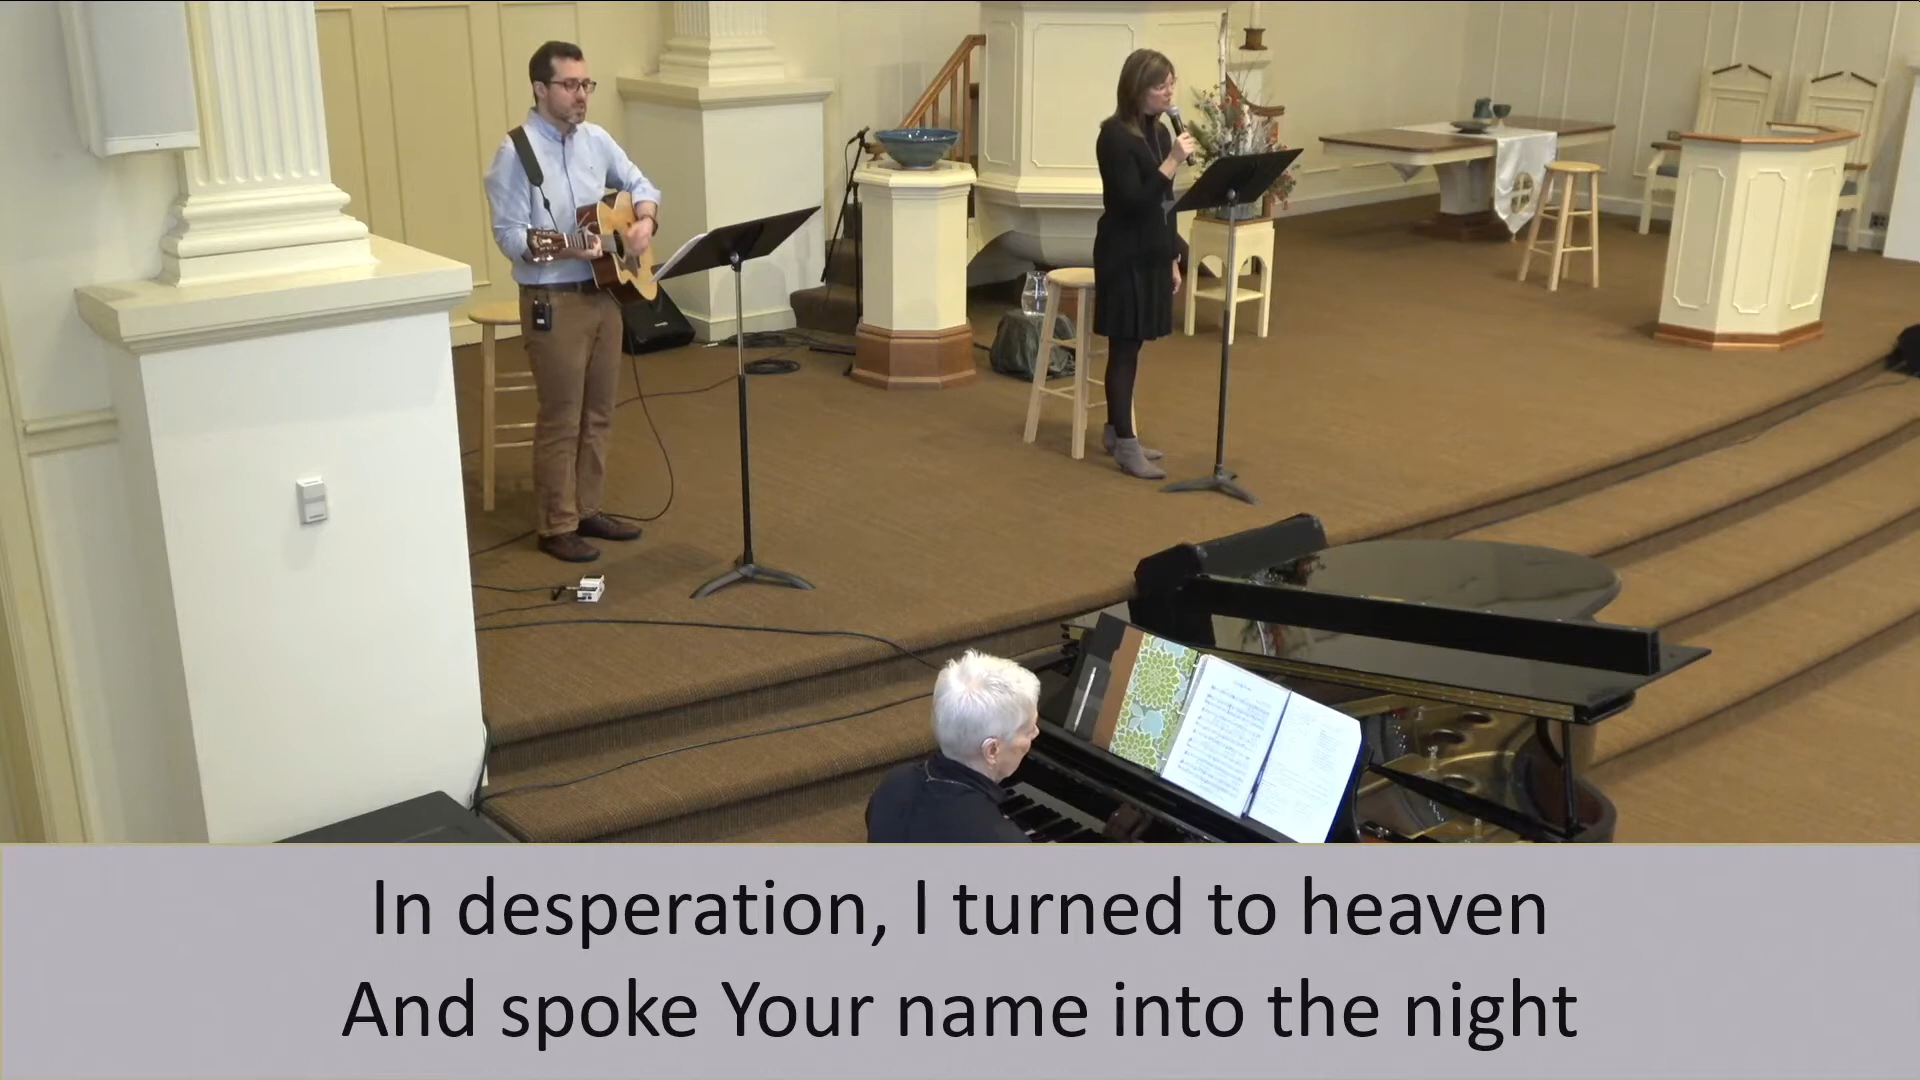 In desperation, I turned to heaven
And spoke Your name into the night